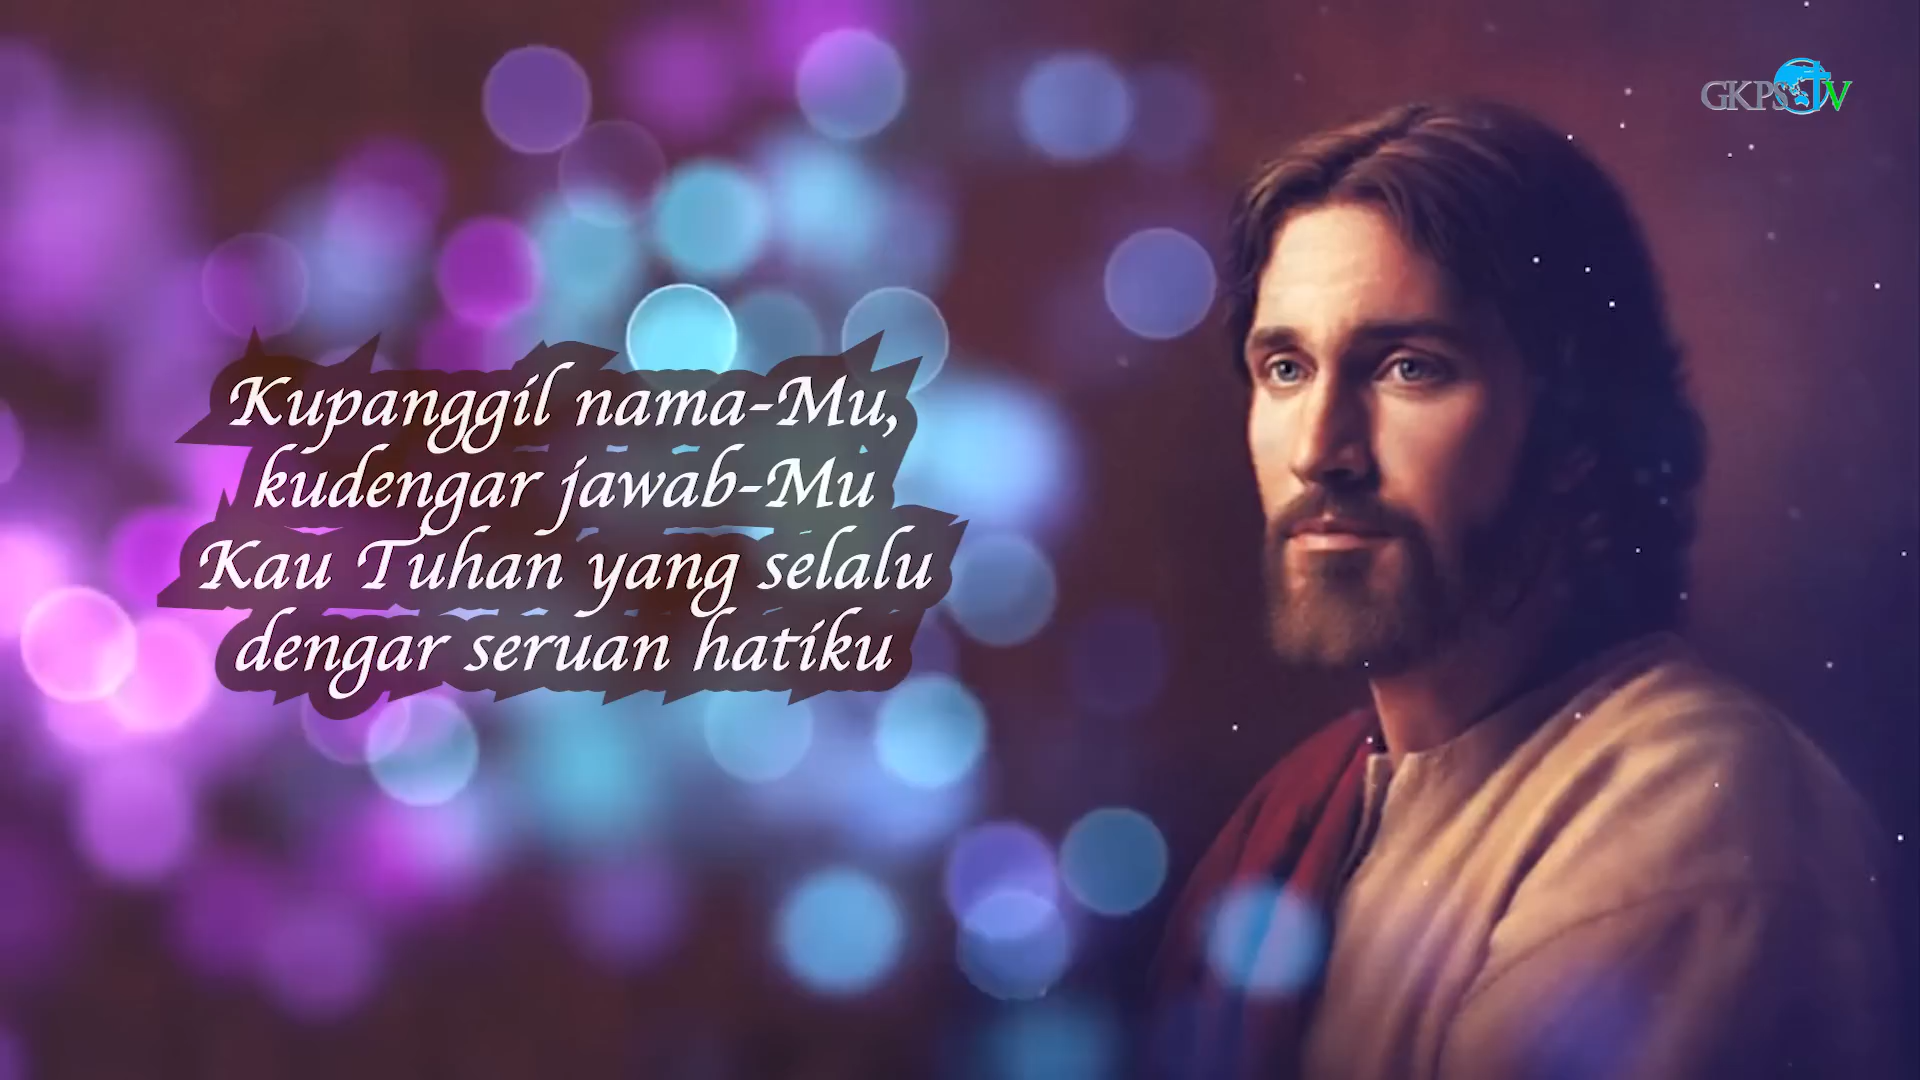 GKPS TV
Kupanggil nama-Mu,
kudengar jawab-Mu
Kau Tuhan yang selalu
dengar seruan hatiku